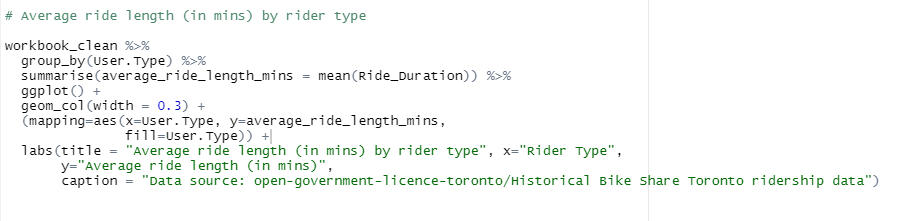 # Average ride length (in mins) by rider type
workbook_clean %>%
group_by(User.Type) %>%
summarise(average_ride_length_mins = mean(Ride_Duration)) %>%
ggplot() +
geom_col(width = 0.3) +
(mapping=aes(x=User.Type, y=average_ride_length_mins,
fill=User.Type)) +
labs(title = "Average ride length (in mins) by rider type", x="Rider Type",
y="Average ride length (in mins)",
caption = "Data source: open-government-licence-toronto/Historical Bike Share Toronto ridership data")